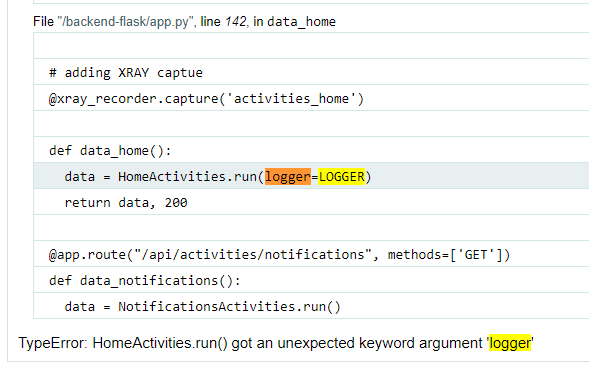 File "/backend-flask/app.py", line 142, in data_home
# adding XRAY captue
@xray_recorder.capture('activities_home')
def data_home():
data = HomeActivities.run(logger=LOGGER)
return data, 200
@app.route("/api/activities/notifications", methods=['GET'])
def data_notifications():
data = NotificationsActivities.run()
TypeError: HomeActivities.run() got an unexpected keyword argument 'logger'